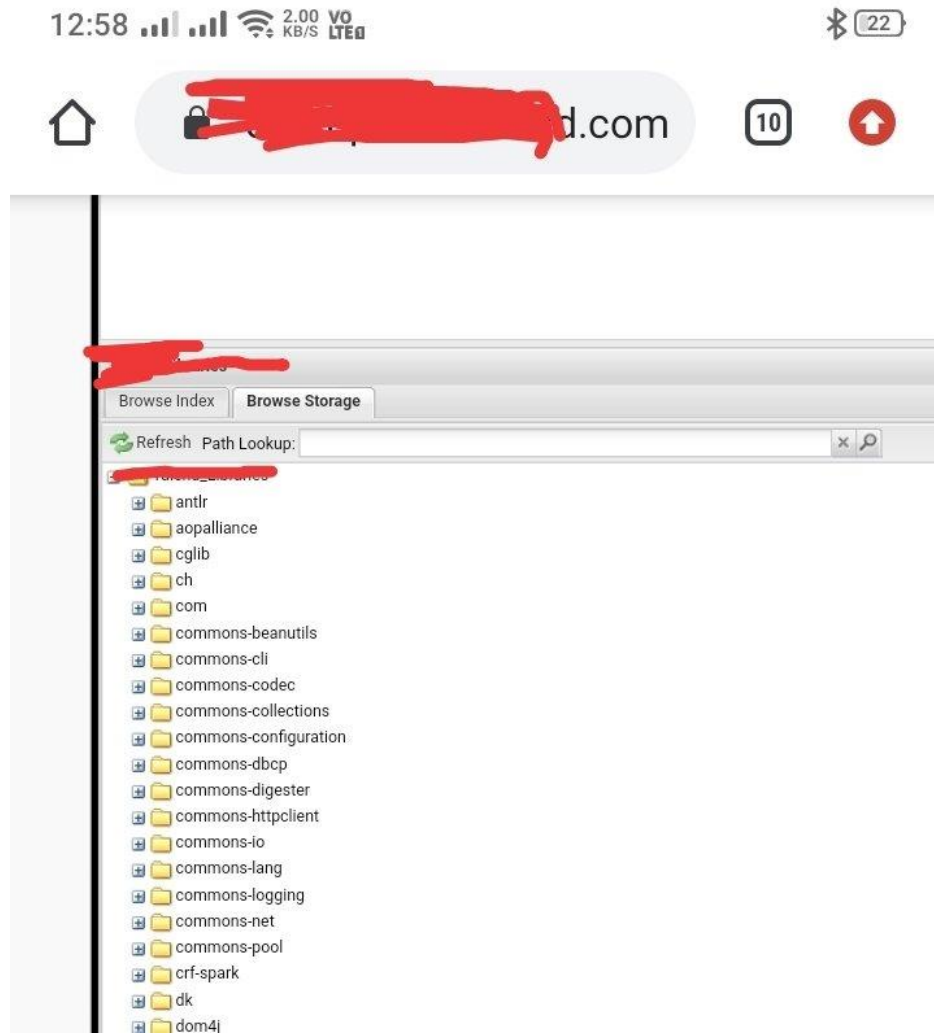 12:58 2.00 KB/S VO LTE 22
d.com 10
Browse Index Browse Storage
Refresh Path Lookup:
antlr
aopalliance
cglib
ch
com
commons-beanutils
commons-cli
commons-codec
commons-collections
commons-configuration
commons-dbcp
commons-digester
commons-httpclient
commons-io
commons-lang
commons-logging
commons-net
commons-pool
crf-spark
dk
dom4j